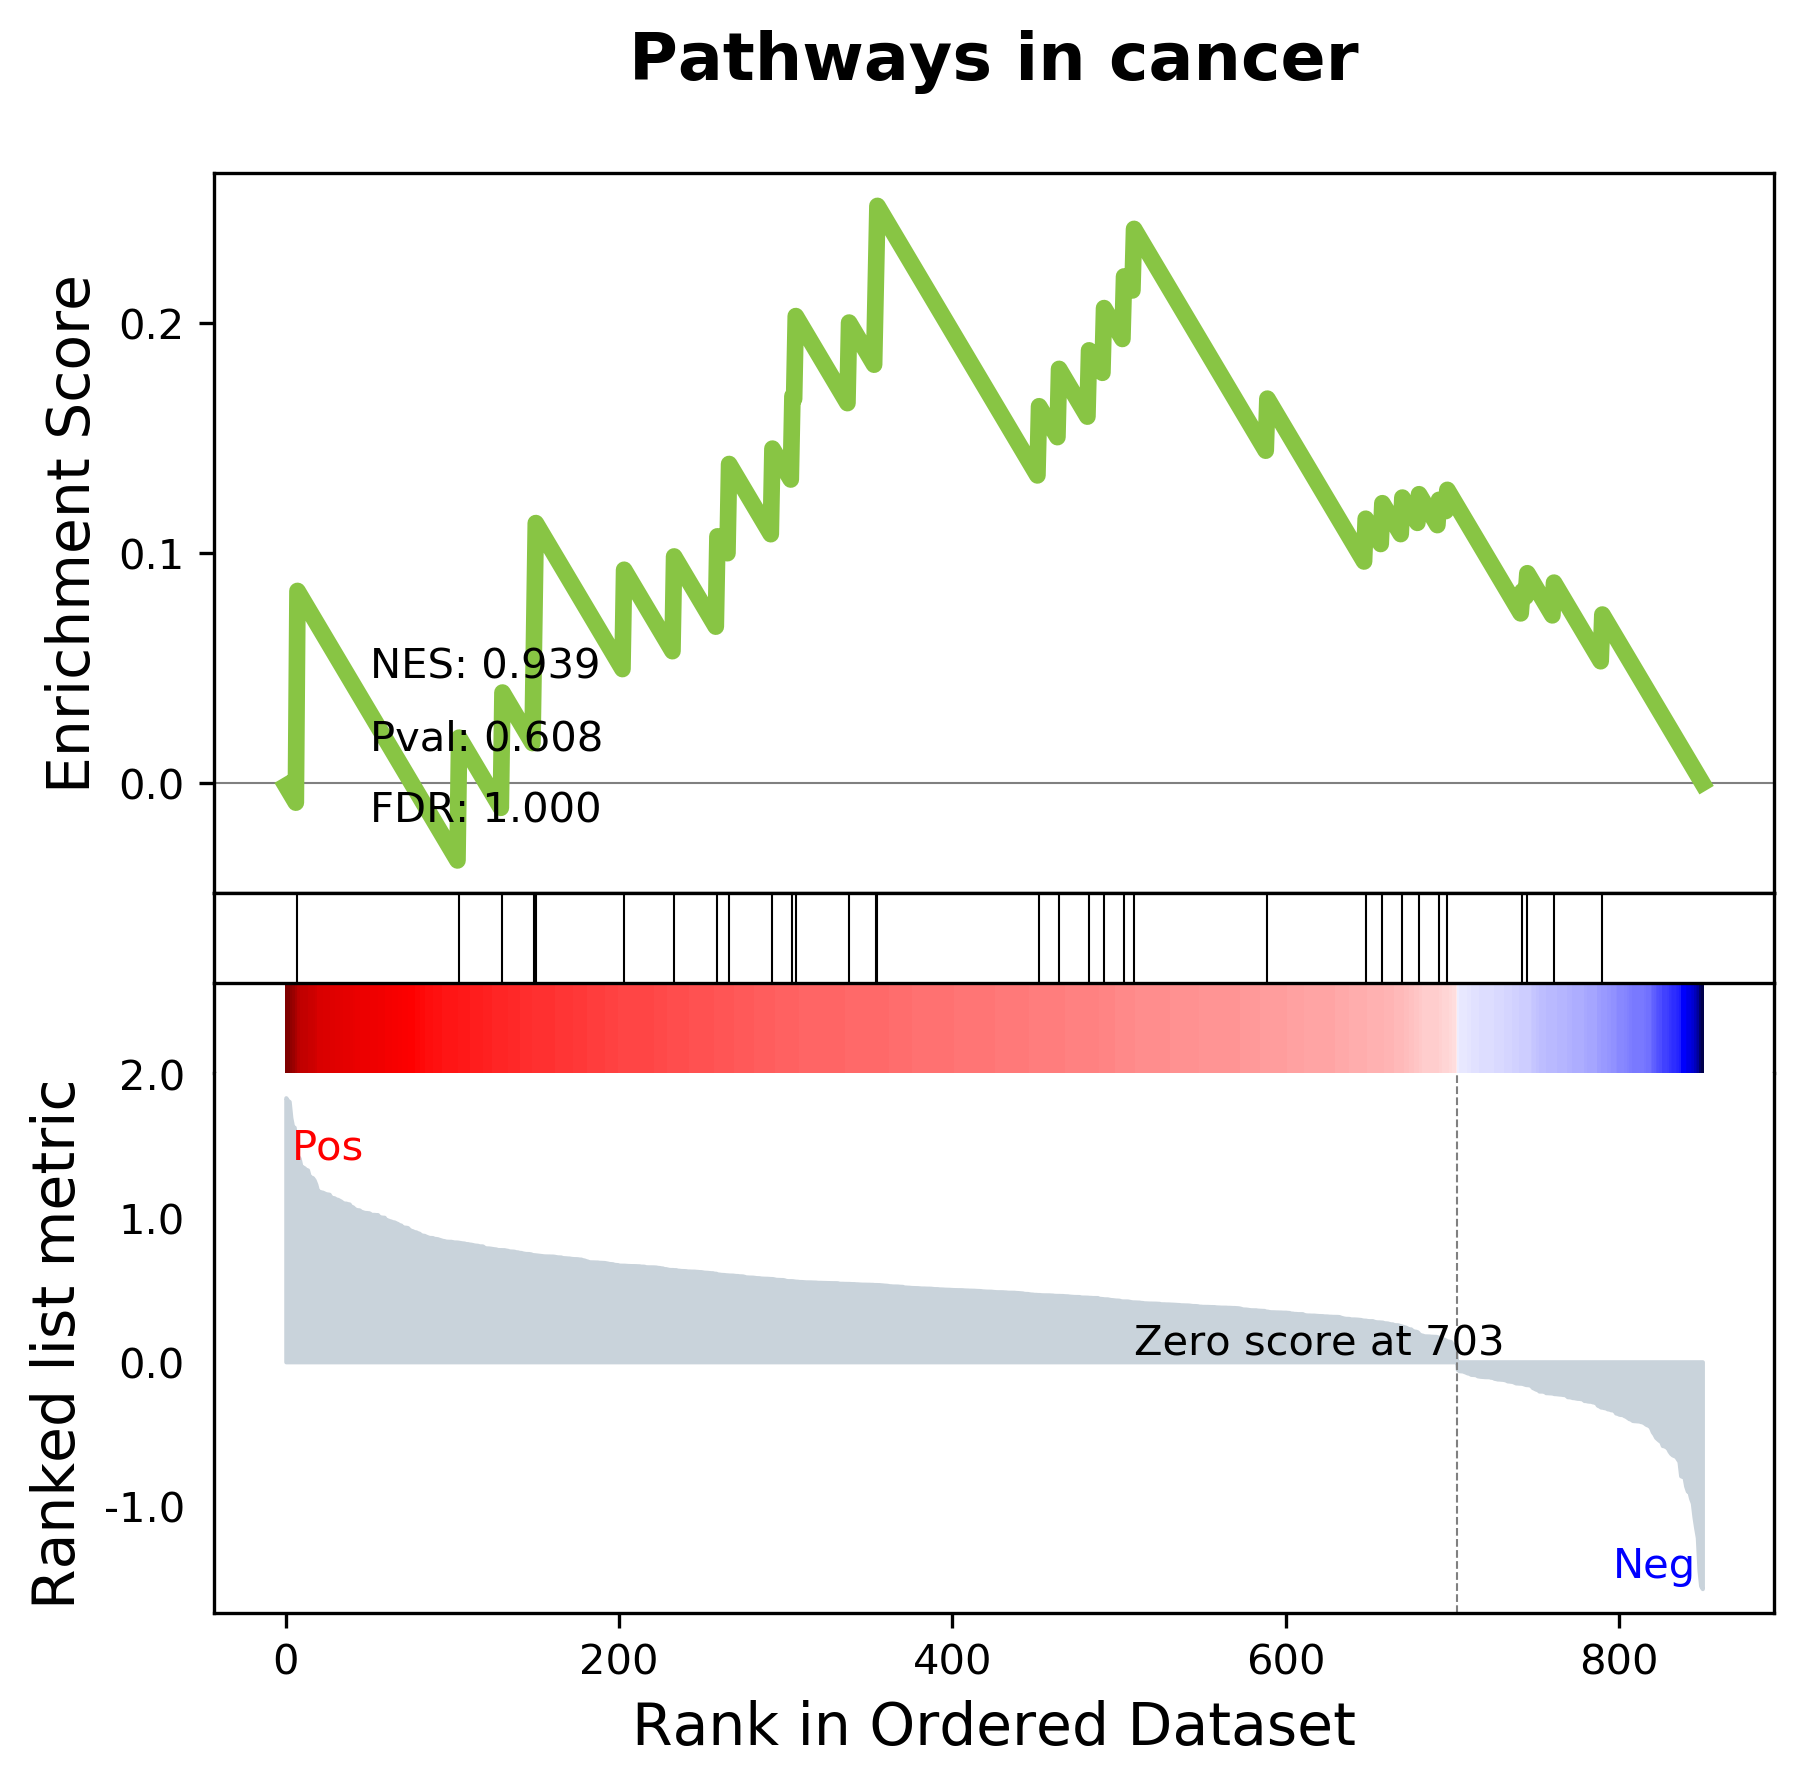 Pathways in cancer
Enrichment Score
0.2
0.1
0.0
NES: 0.939
Pval: 0.608
FDR: 1.000
Ranked list metric
2.0
1.0
0.0
-1.0
Pos
Zero score at 703
Neg
0 200 400 600 800
Rank in Ordered Dataset